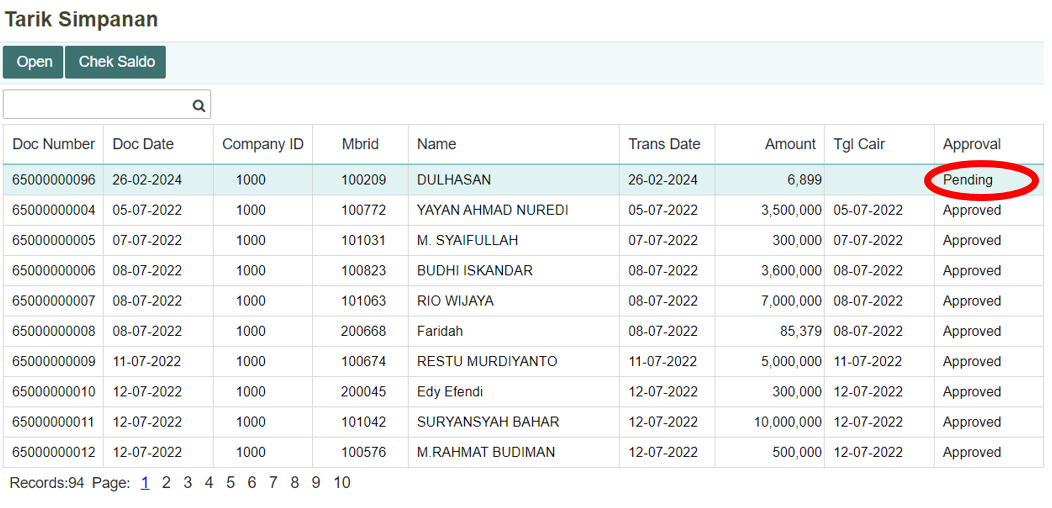 Tarik Simpanan
Open Chek Saldo
Doc Number Doc Date Company ID Mbrid Name Trans Date Amount Tgl Cair Approval
65000000096 26-02-2024 1000 100209 DULHASAN 26-02-2024 6,899 Pending
65000000004 05-07-2022 1000 100772 YAYAN AHMAD NUREDI 05-07-2022 3,500,000 05-07-2022 Approved
65000000005 07-07-2022 1000 101031 M. SYAIFULLAH 07-07-2022 300,000 07-07-2022 Approved
65000000006 08-07-2022 1000 100823 BUDHI ISKANDAR 08-07-2022 3,600,000 08-07-2022 Approved
65000000007 08-07-2022 1000 101063 RIO WIJAYA 08-07-2022 7,000,000 08-07-2022 Approved
65000000008 08-07-2022 1000 200668 Faridah 08-07-2022 85,379 08-07-2022 Approved
65000000009 11-07-2022 1000 100674 RESTU MURDIYANTO 11-07-2022 5,000,000 11-07-2022 Approved
65000000010 12-07-2022 1000 200045 Edy Efendi 12-07-2022 300,000 12-07-2022 Approved
65000000011 12-07-2022 1000 101042 SURYANSYAH BAHAR 12-07-2022 10,000,000 12-07-2022 Approved
65000000012 12-07-2022 1000 100576 M.RAHMAT BUDIMAN 12-07-2022 500,000 12-07-2022 Approved
Records:94 Page: 1 2 3 4 5 6 7 8 9 10